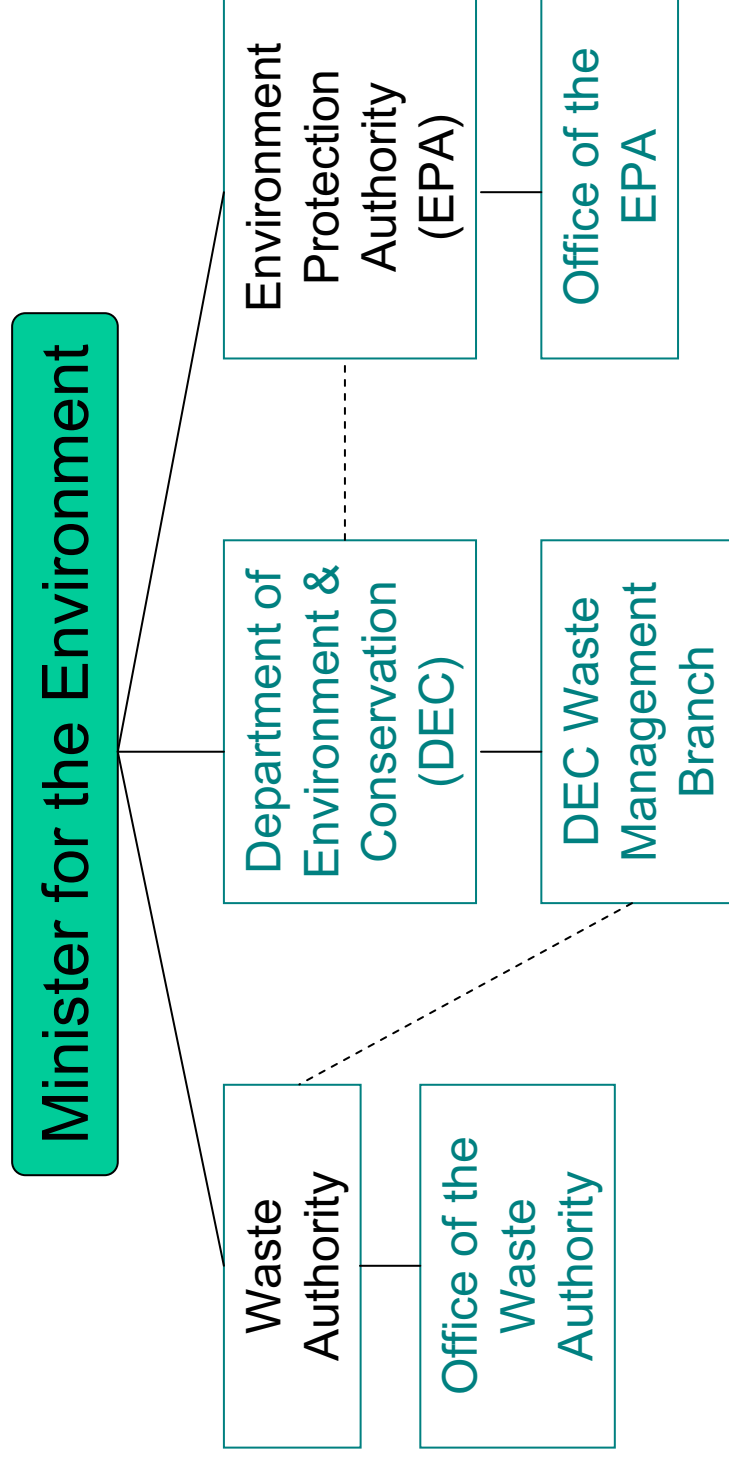 Minister for the Environment
Waste
Authority
Office of the
Waste
Authority
Department of
Environment &
Conservation
(DEC)
DEC Waste
Management
Branch
Environment
Protection
Authority
(EPA)
Office of the
EPA